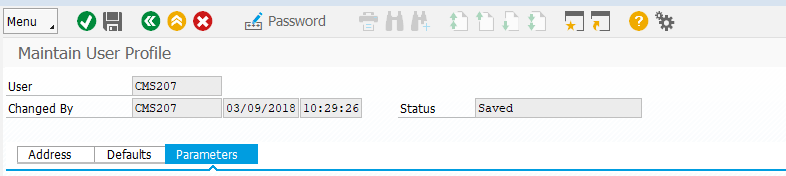 Menu Password
Maintain User Profile
User CMS207
Changed By CMS207 03/09/2018 10:29:26 Status Saved
Address Defaults Parameters